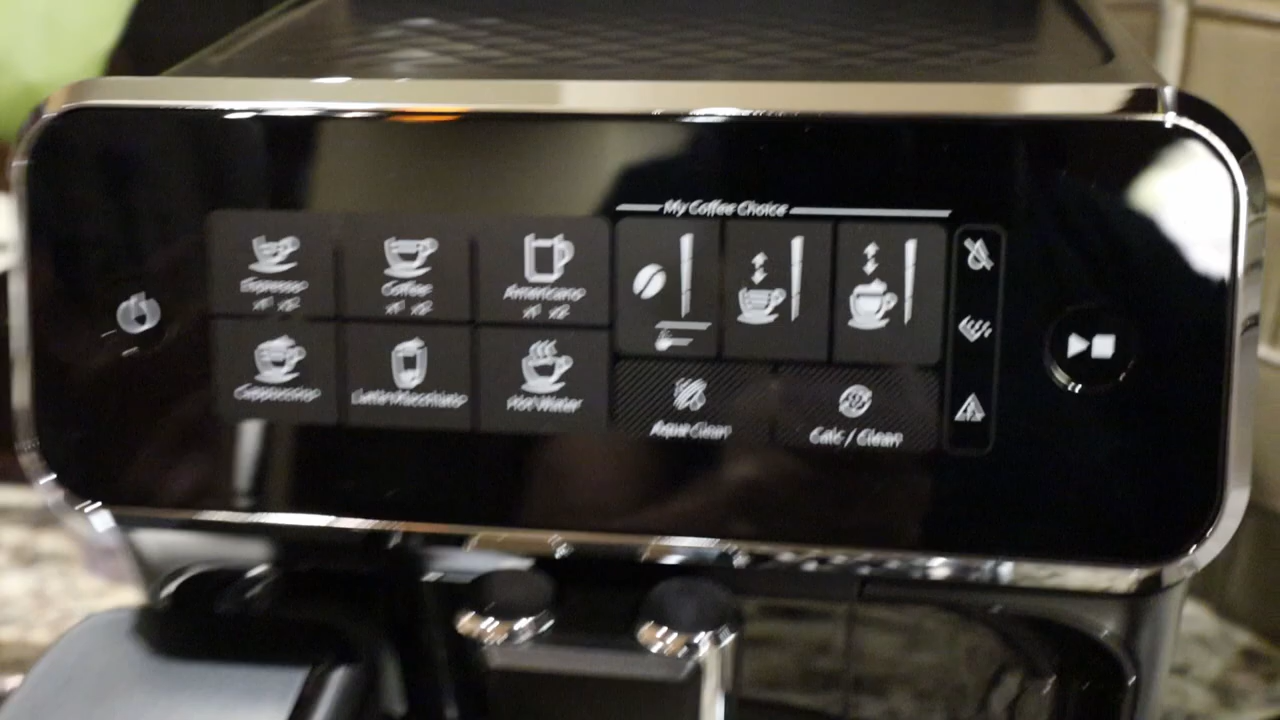 My Coffee Choice
Espresso
x1 x2
Coffee
x1 x2
Americano
x1 x2
Cappuccino
Latte Macchiato
Hot Water
Aqua Clean
Calc / Clean